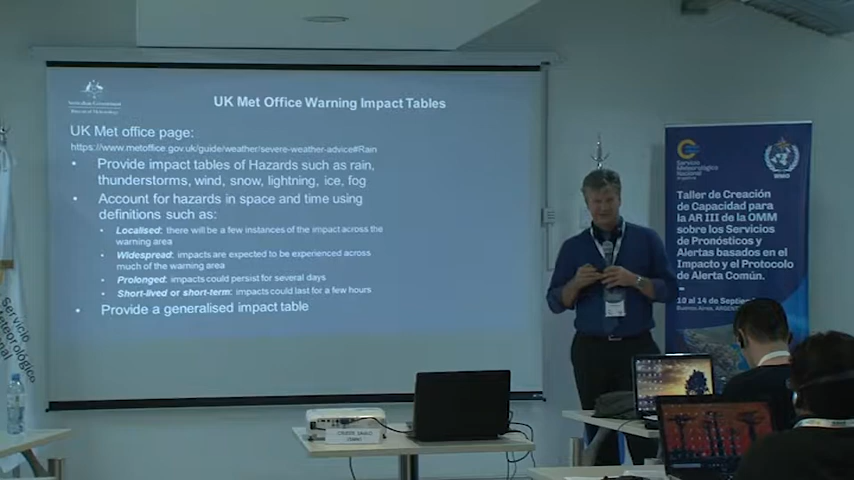 Australian Government
Bureau of Meteorology
UK Met Office Warning Impact Tables
UK Met office page:
https://www.metoffice.gov.uk/guide/weather/severe-weather-advice#Rain
• Provide impact tables of Hazards such as rain,
thunderstorms, wind, snow, lightning, ice, fog
• Account for hazards in space and time using
definitions such as:
• Localised: there will be a few instances of the impact across the
warning area
• Widespread: impacts are expected to be experienced across
much of the warning area
• Prolonged: impacts could persist for several days
• Short-lived or short-term: impacts could last for a few hours
• Provide a generalised impact table
Servicio
Meteorológico
Nacional
Argentina
WMO
Taller de Creación
de Capacidad para
la AR III de la OMM
sobre los Servicios
de Pronósticos y
Alertas basados en el
Impacto y el Protocolo
de Alerta Común.
10 al 14 de Septiembre
Buenos Aires, ARGENTINA
Servicio
Meteorológico